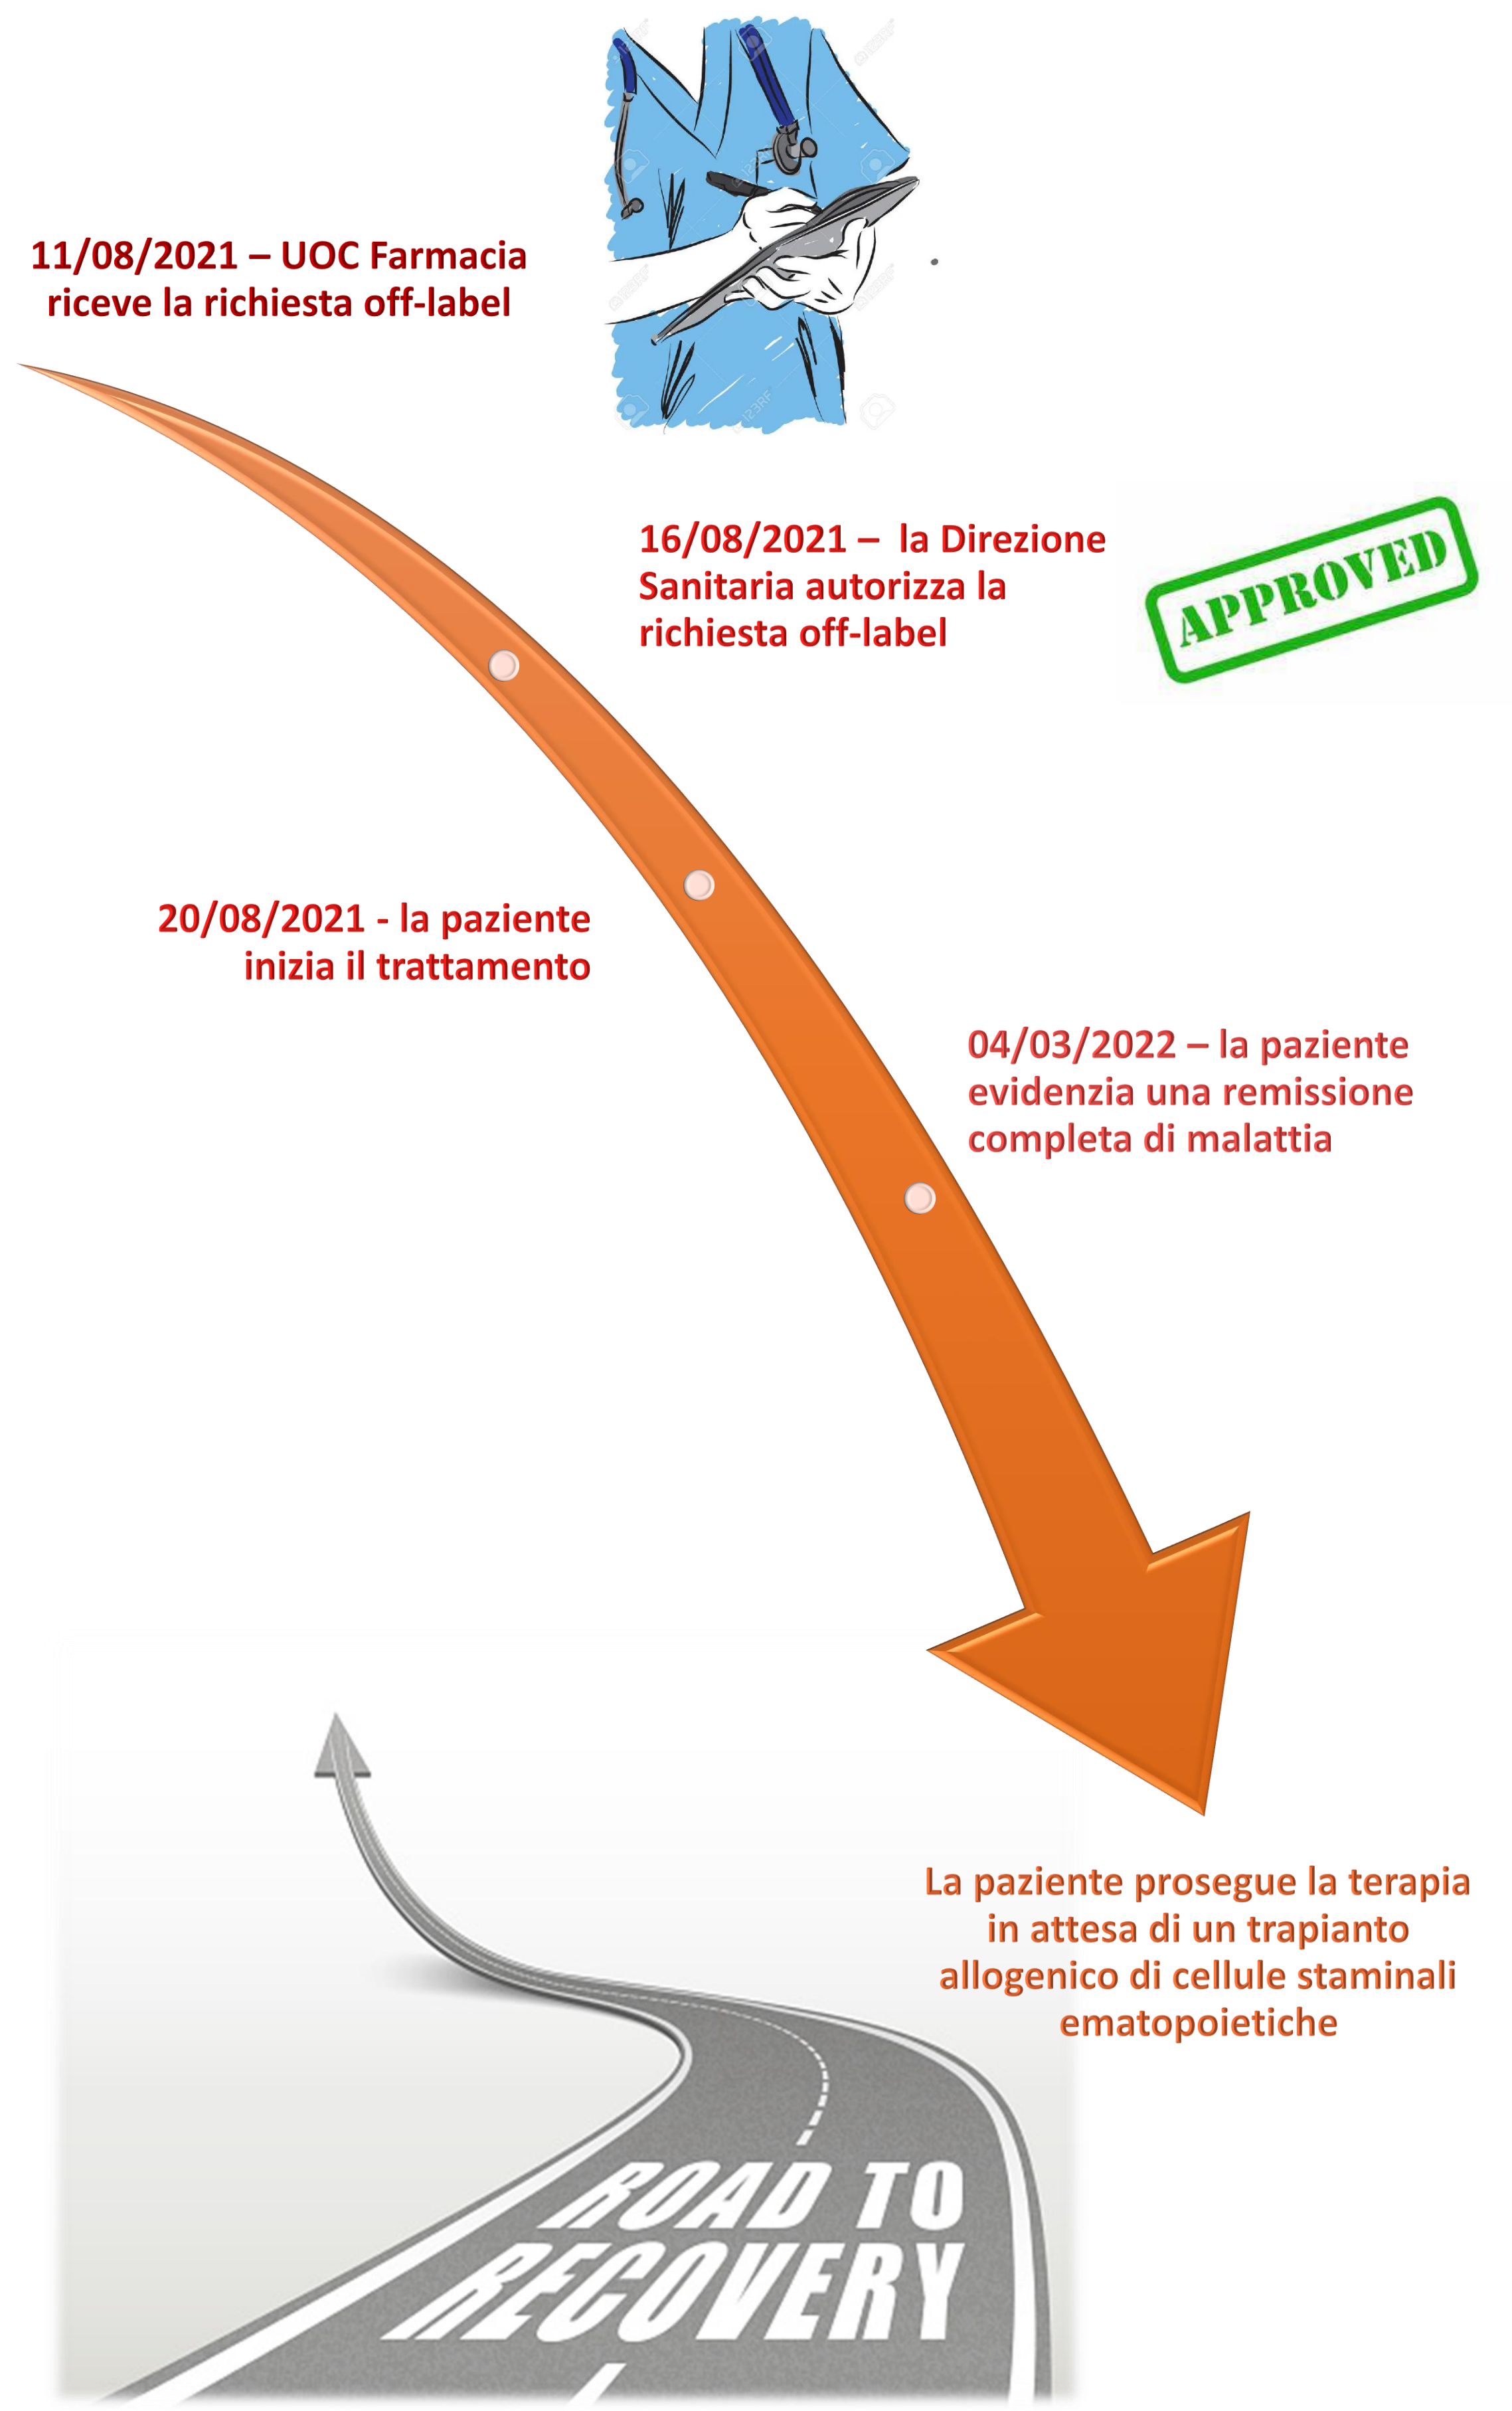 11/08/2021 – UOC Farmacia
riceve la richiesta off-label
16/08/2021 – la Direzione
Sanitaria autorizza la
richiesta off-label
APPROVED
20/08/2021 - la paziente
inizia il trattamento
04/03/2022 – la paziente
evidenzia una remissione
completa di malattia
La paziente prosegue la terapia
in attesa di un trapianto
allogenico di cellule staminali
ematopoietiche
ROAD TO
RECOVERY
123RF